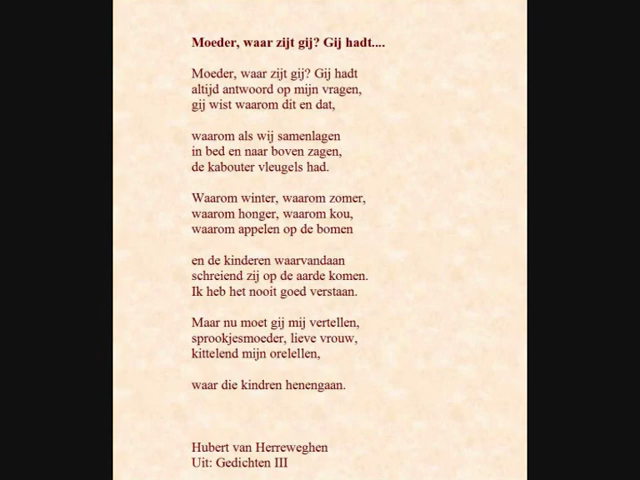 Moeder, waar zijt gij? Gij hadt....
Moeder, waar zijt gij? Gij hadt
altijd antwoord op mijn vragen,
gij wist waarom dit en dat,
waarom als wij samenlagen
in bed en naar boven zagen,
de kabouter vleugels had.
Waarom winter, waarom zomer,
waarom honger, waarom kou,
waarom appelen op de bomen
en de kinderen waarvandaan
schreiend zij op de aarde komen.
Ik heb het nooit goed verstaan.
Maar nu moet gij mij vertellen,
sprookjesmoeder, lieve vrouw,
kittelend mijn orelellen,
waar die kindren henengaan.
Hubert van Herreweghen
Uit: Gedichten III